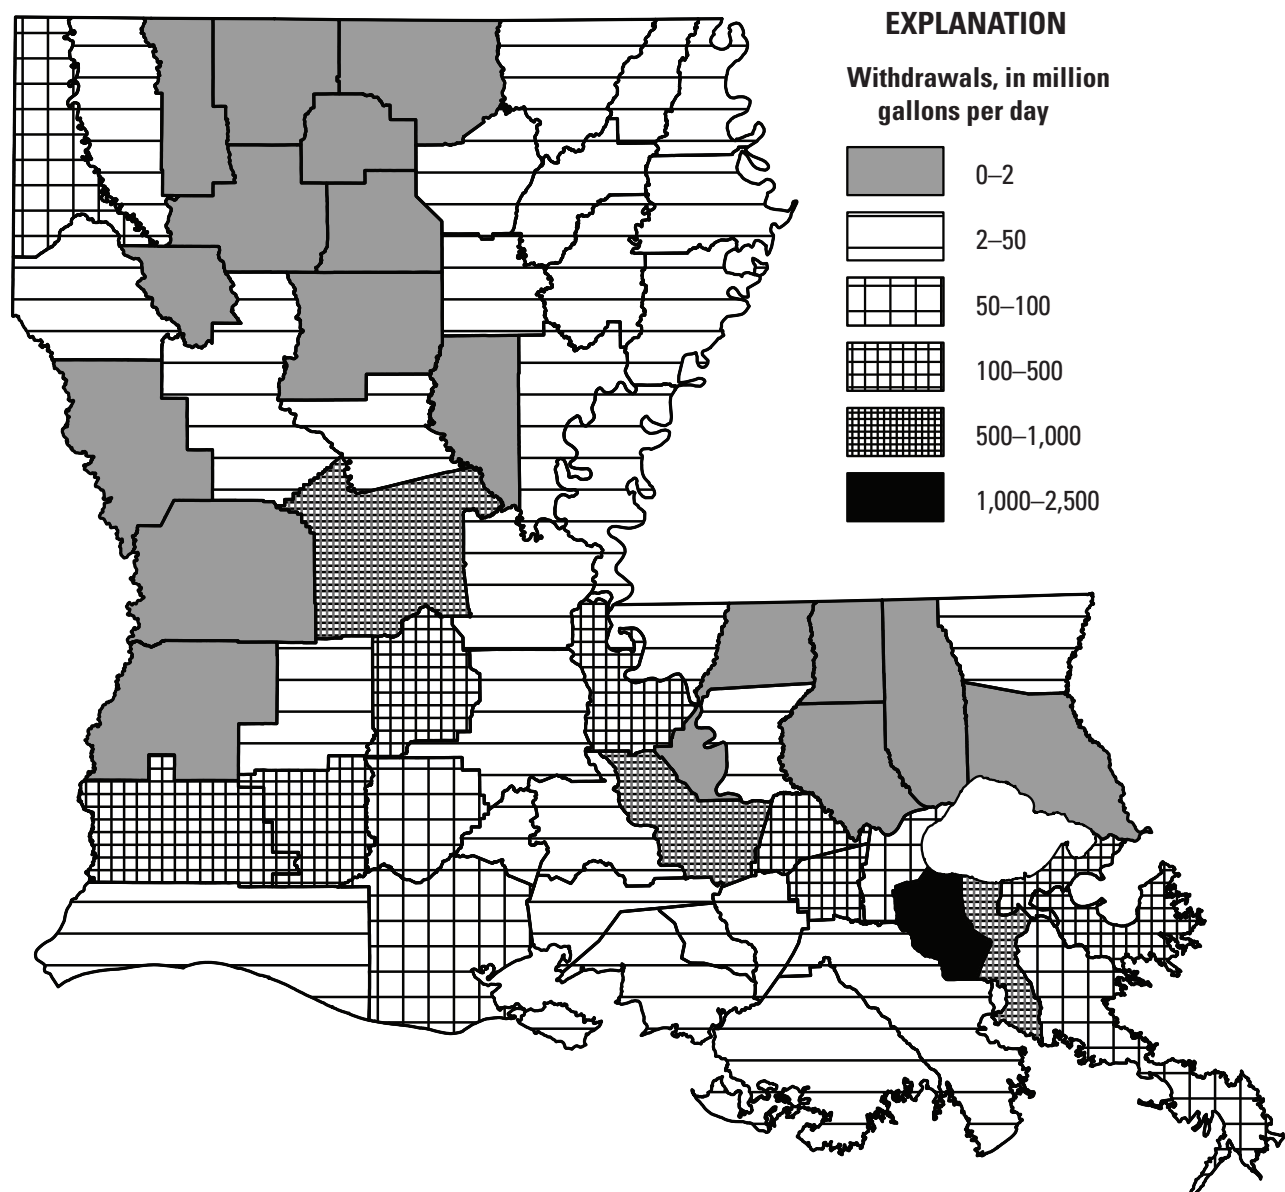 EXPLANATION
Withdrawals, in million
gallons per day
0–2
2–50
50–100
100–500
500–1,000
1,000–2,500